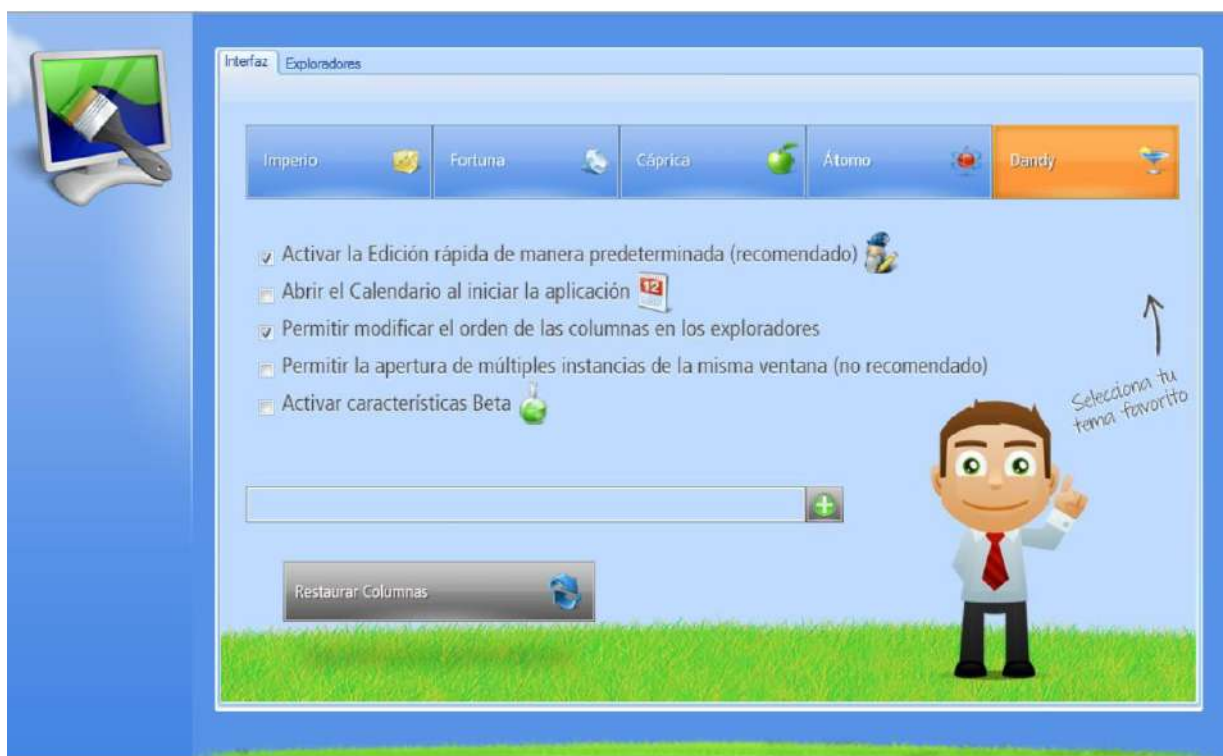 Interfaz Exploradores
Imperio Fortuna Cáprica Átomo Dandy
Activar la Edición rápida de manera predeterminada (recomendado)
Abrir el Calendario al iniciar la aplicación
12
Permitir modificar el orden de las columnas en los exploradores
Permitir la apertura de múltiples instancias de la misma ventana (no recomendado)
Activar características Beta
Selecciona tu
tema favorito
Restaurar Columnas